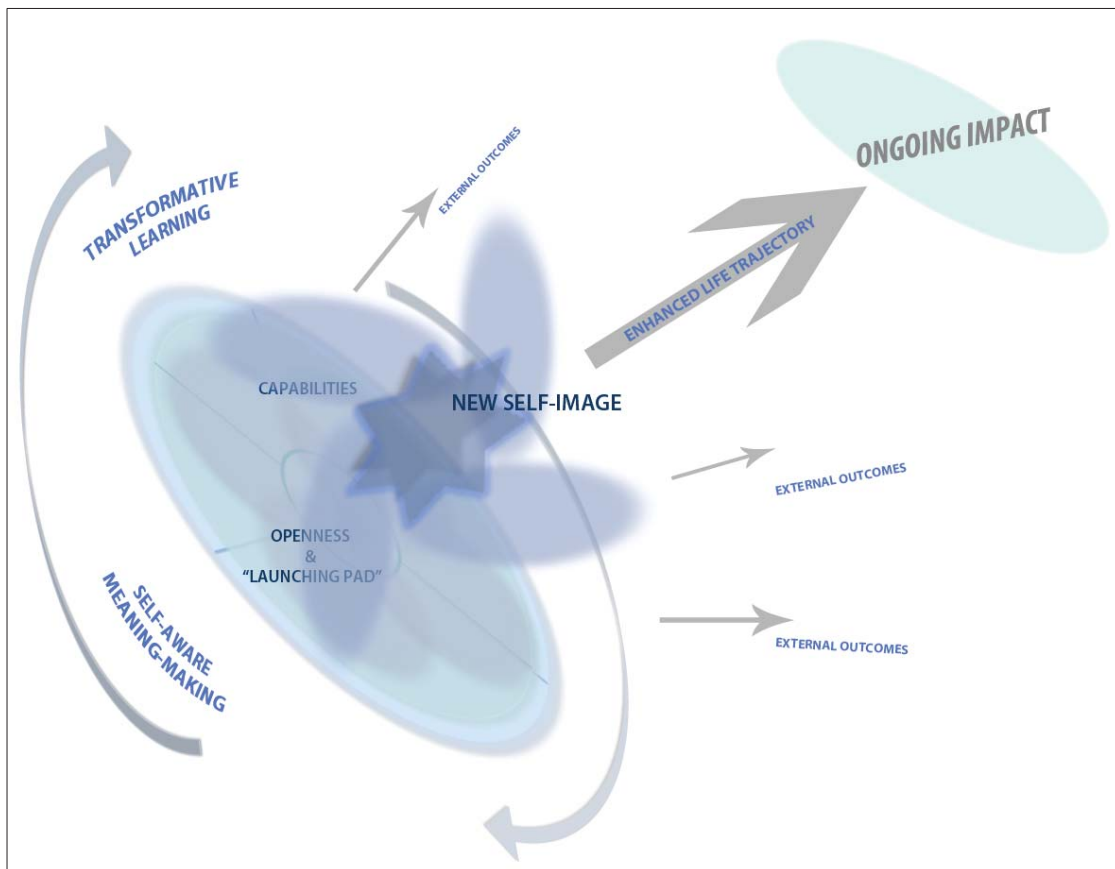 ONGOING IMPACT
EXTERNAL OUTCOMES
TRANSFORMATIVE
LEARNING
ENHANCED LIFE TRAJECTORY
CAPABILITIES
NEW SELF-IMAGE
EXTERNAL OUTCOMES
OPENNESS
&
“LAUNCHING PAD”
SELF-AWARE
MEANING-MAKING
EXTERNAL OUTCOMES